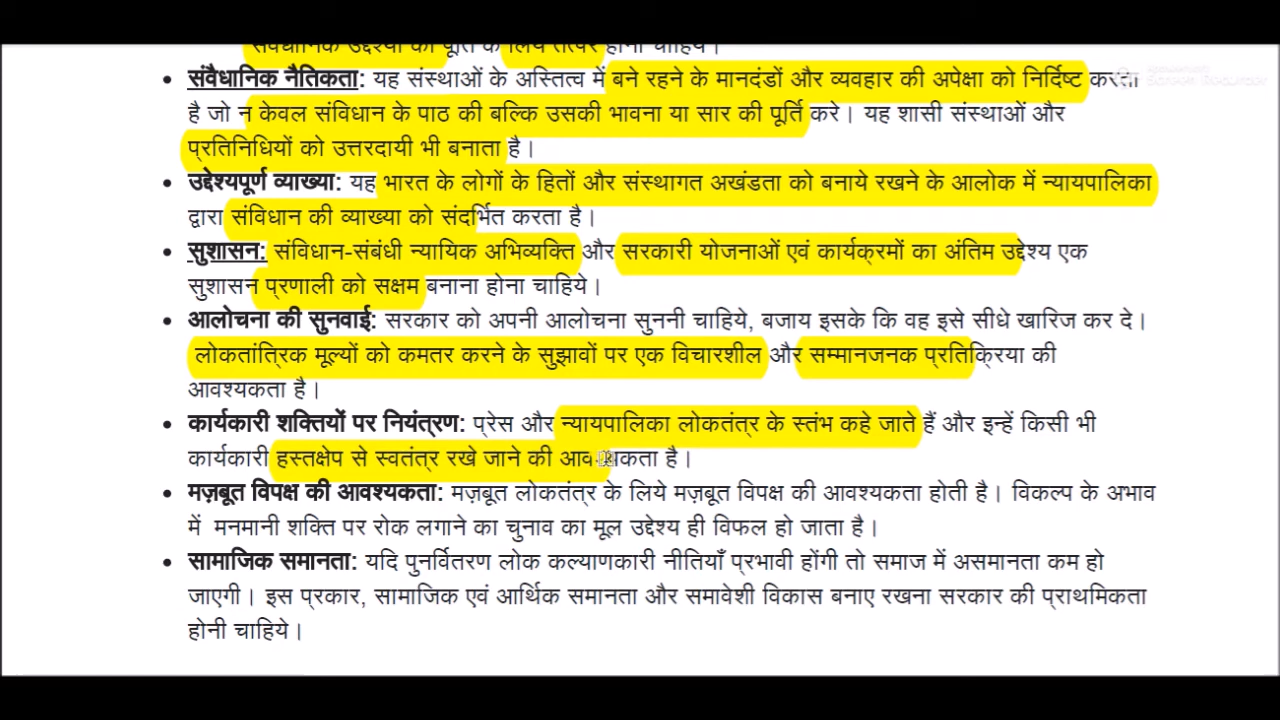 संवैधानिक उद्देश्यों की पूर्ति के लिये तत्पर होना चाहिये।
संवैधानिक नैतिकता: यह संस्थाओं के अस्तित्व में बने रहने के मानदंडों और व्यवहार की अपेक्षा को निर्दिष्ट करता
है जो न केवल संविधान के पाठ की बल्कि उसकी भावना या सार की पूर्ति करे। यह शासी संस्थाओं और
प्रतिनिधियों को उत्तरदायी भी बनाता है।
उद्देश्यपूर्ण व्याख्या: यह भारत के लोगों के हितों और संस्थागत अखंडता को बनाये रखने के आलोक में न्यायपालिका
द्वारा संविधान की व्याख्या को संदर्भित करता है।
सुशासन: संविधान-संबंधी न्यायिक अभिव्यक्ति और सरकारी योजनाओं एवं कार्यक्रमों का अंतिम उद्देश्य एक
सुशासन प्रणाली को सक्षम बनाना होना चाहिये।
आलोचना की सुनवाई: सरकार को अपनी आलोचना सुननी चाहिये, बजाय इसके कि वह इसे सीधे खारिज कर दे।
लोकतांत्रिक मूल्यों को कमतर करने के सुझावों पर एक विचारशील और सम्मानजनक प्रतिक्रिया की
आवश्यकता है।
कार्यकारी शक्तियों पर नियंत्रण: प्रेस और न्यायपालिका लोकतंत्र के स्तंभ कहे जाते हैं और इन्हें किसी भी
कार्यकारी हस्तक्षेप से स्वतंत्र रखे जाने की आवश्यकता है।
मज़बूत विपक्ष की आवश्यकता: मज़बूत लोकतंत्र के लिये मज़बूत विपक्ष की आवश्यकता होती है। विकल्प के अभाव
में मनमानी शक्ति पर रोक लगाने का चुनाव का मूल उद्देश्य ही विफल हो जाता है।
सामाजिक समानता: यदि पुनर्वितरण लोक कल्याणकारी नीतियाँ प्रभावी होंगी तो समाज में असमानता कम हो
जाएगी। इस प्रकार, सामाजिक एवं आर्थिक समानता और समावेशी विकास बनाए रखना सरकार की प्राथमिकता
होनी चाहिये।
Screen Recorder